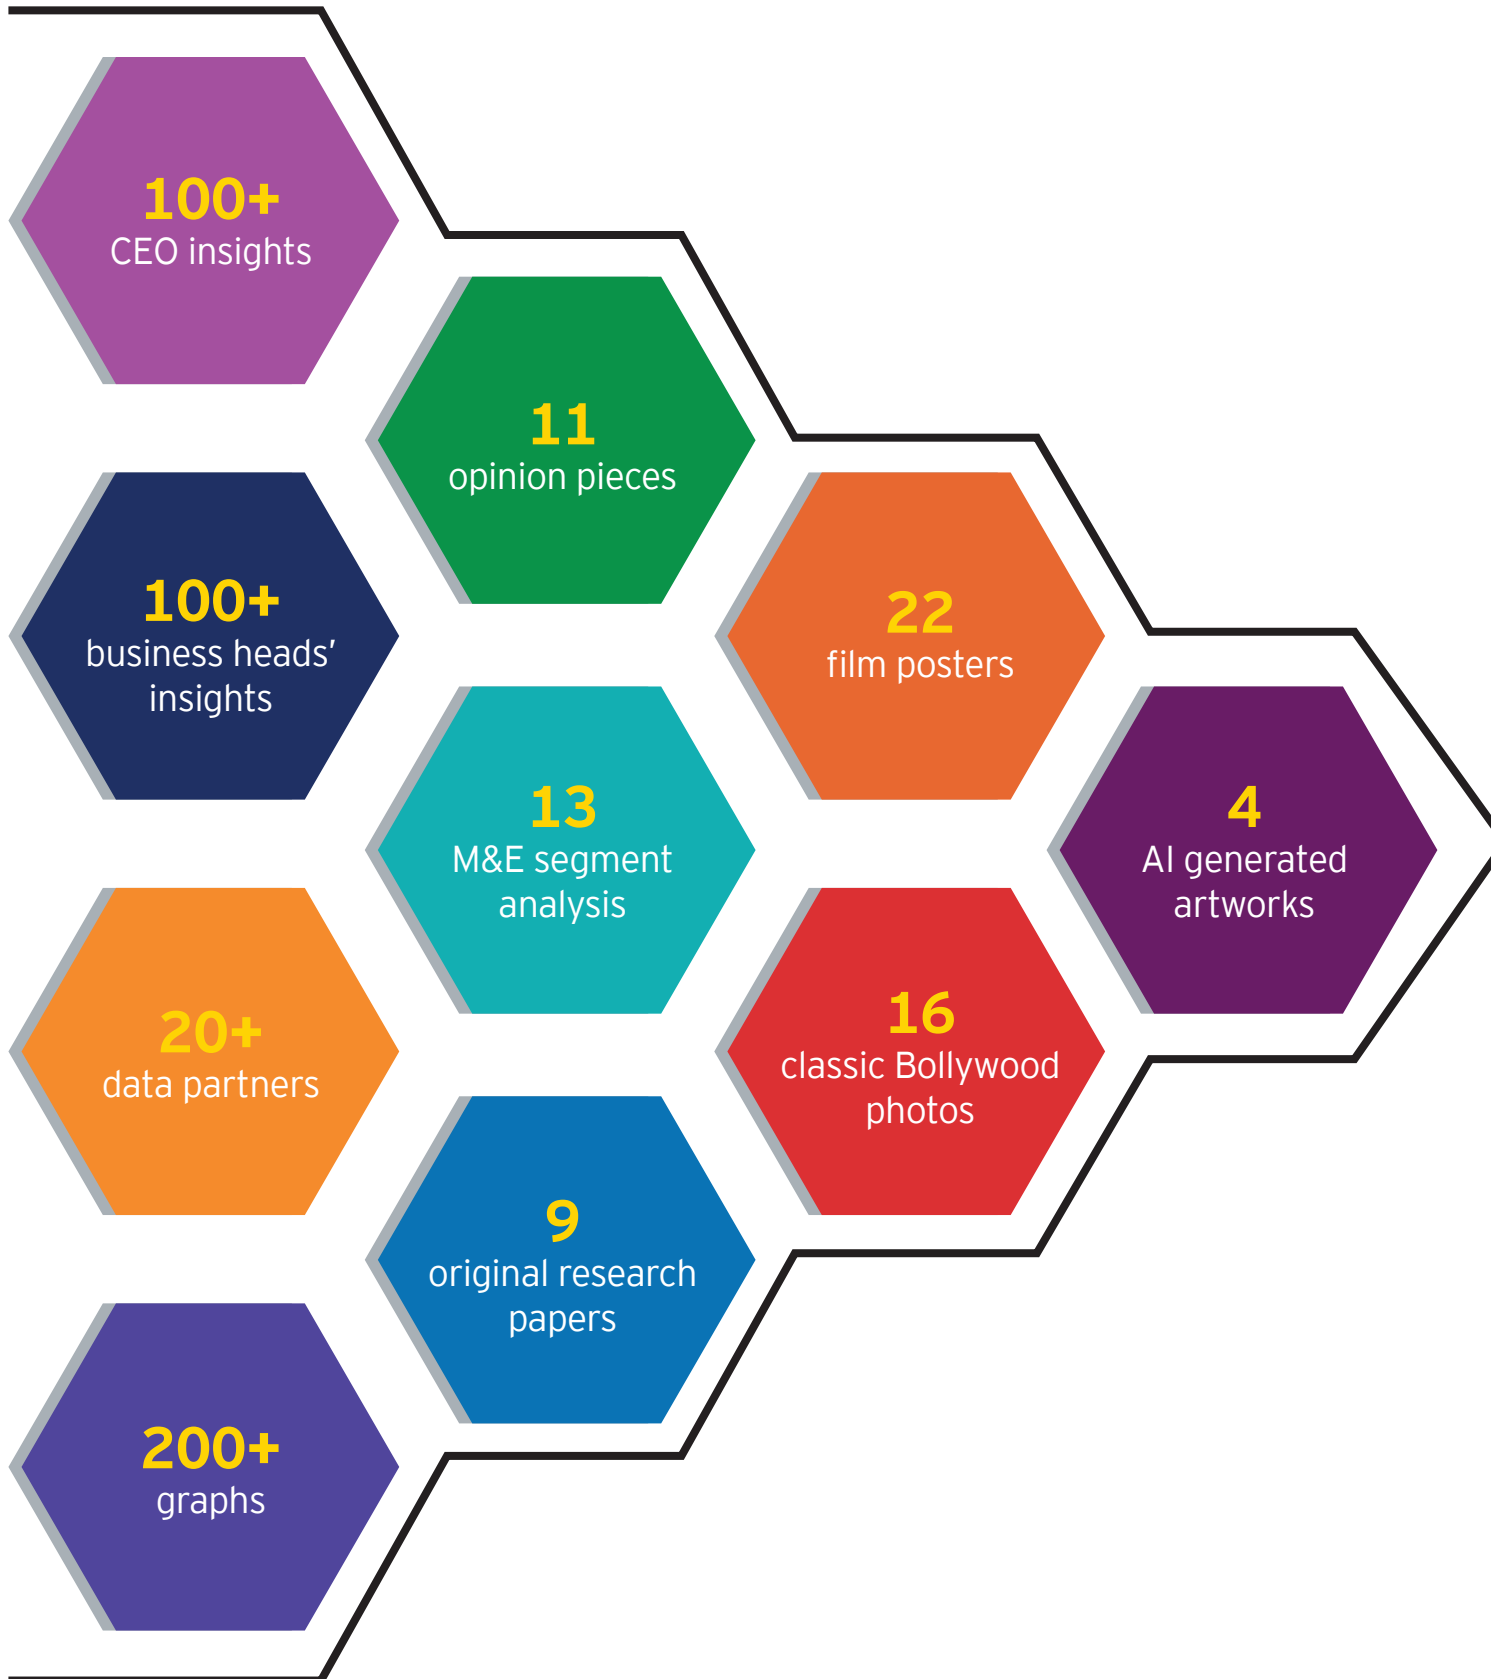 100+
CEO insights
11
opinion pieces
100+
business heads’
insights
22
film posters
13
M&E segment
analysis
4
AI generated
artworks
20+
data partners
16
classic Bollywood
photos
9
original research
papers
200+
graphs